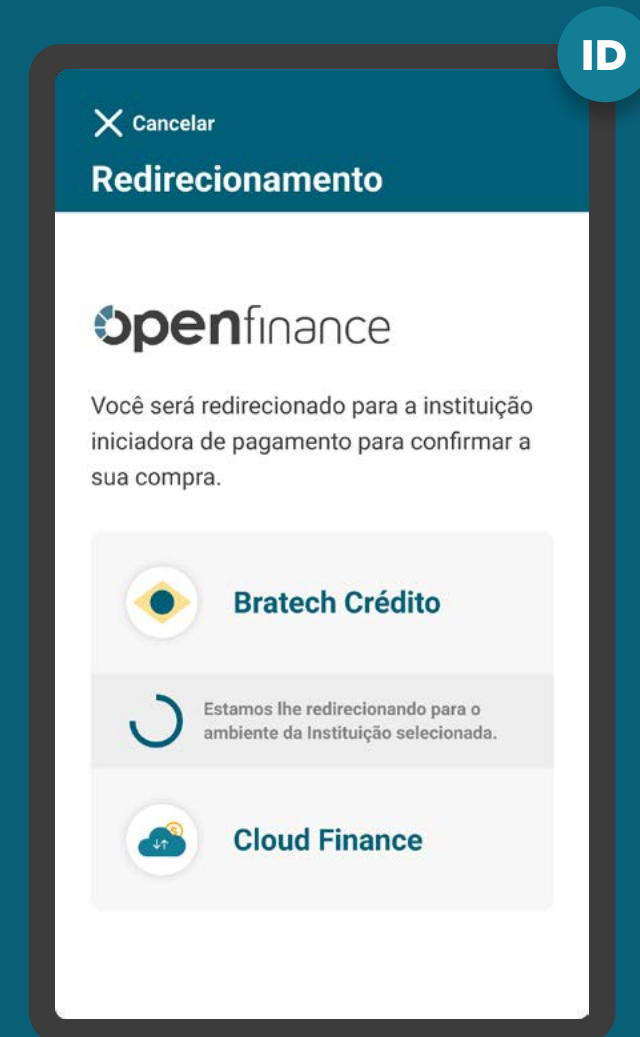 ID
Cancelar
Redirecionamento
openfinance
Você será redirecionado para a instituição
iniciadora de pagamento para confirmar a
sua compra.
Bratech Crédito
Estamos lhe redirecionando para o
ambiente da Instituição selecionada.
Cloud Finance